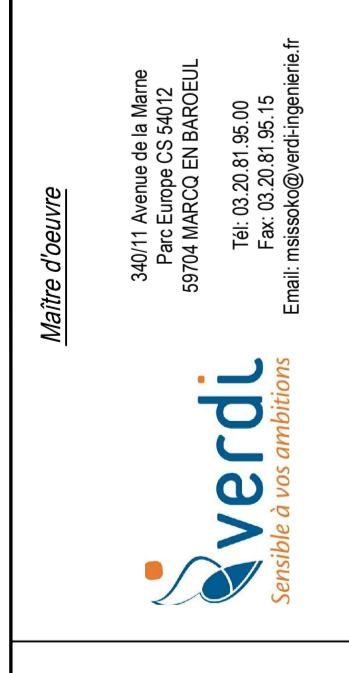 Maître d'oeuvre
verdi
Sensible à vos ambitions
340/11 Avenue de la Marne
Parc Europe CS 54012
59704 MARCQ EN BAROEUL
Tél: 03.20.81.95.00
Fax: 03.20.81.95.15
Email: msissoko@verdi-ingenierie.fr